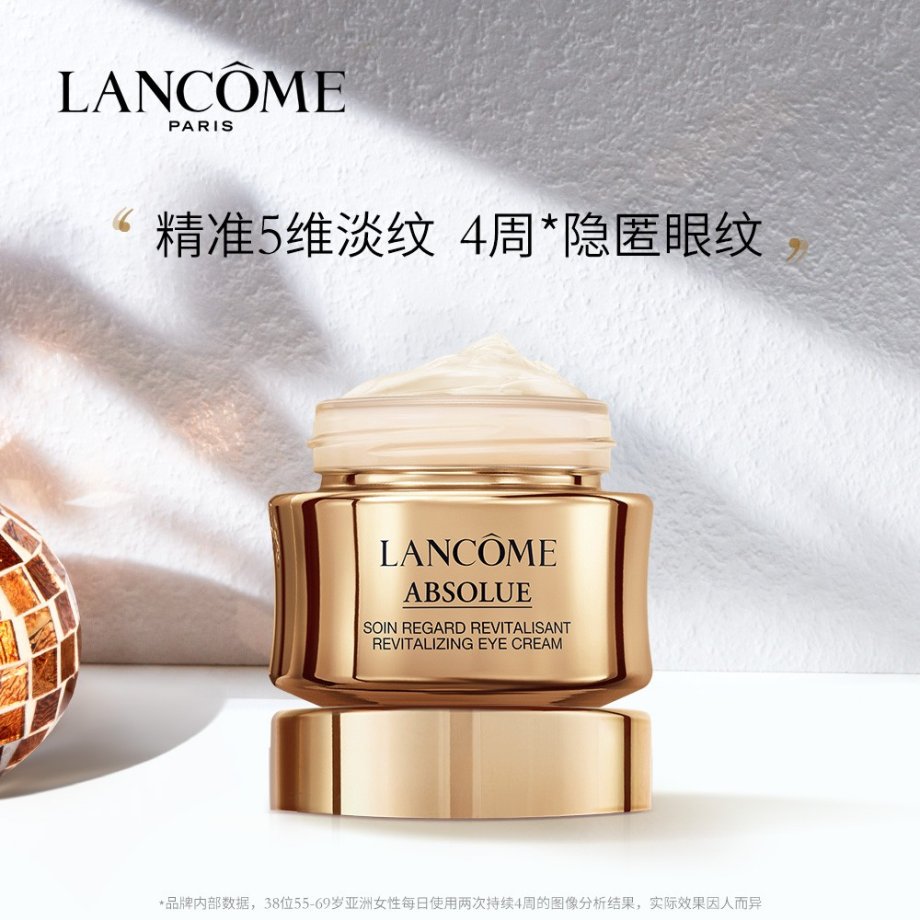 LANCÔME
PARIS
“ 精准5维淡纹 4周*隐匿眼纹 ”
LANCÔME
ABSOLUE
SOIN REGARD REVITALISANT
REVITALIZING EYE CREAM
*品牌内部数据，38位55-69岁亚洲女性每日使用两次持续4周的图像分析结果，实际效果因人而异